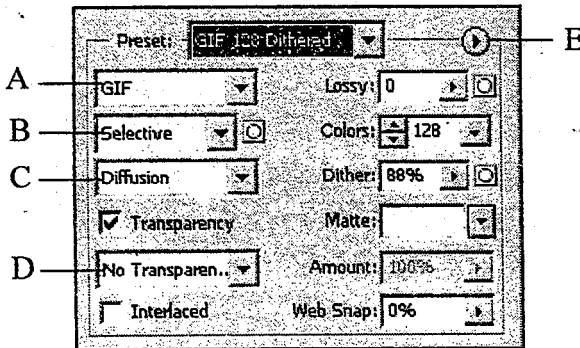 Preset: GIF 128 Dithered E
A GIF Lossy: 0
B Selective Colors: 128
C Diffusion Dither: 88%
Transparency Matte:
D No Transparen.. Amount: 100%
Interlaced Web Snap: 0%